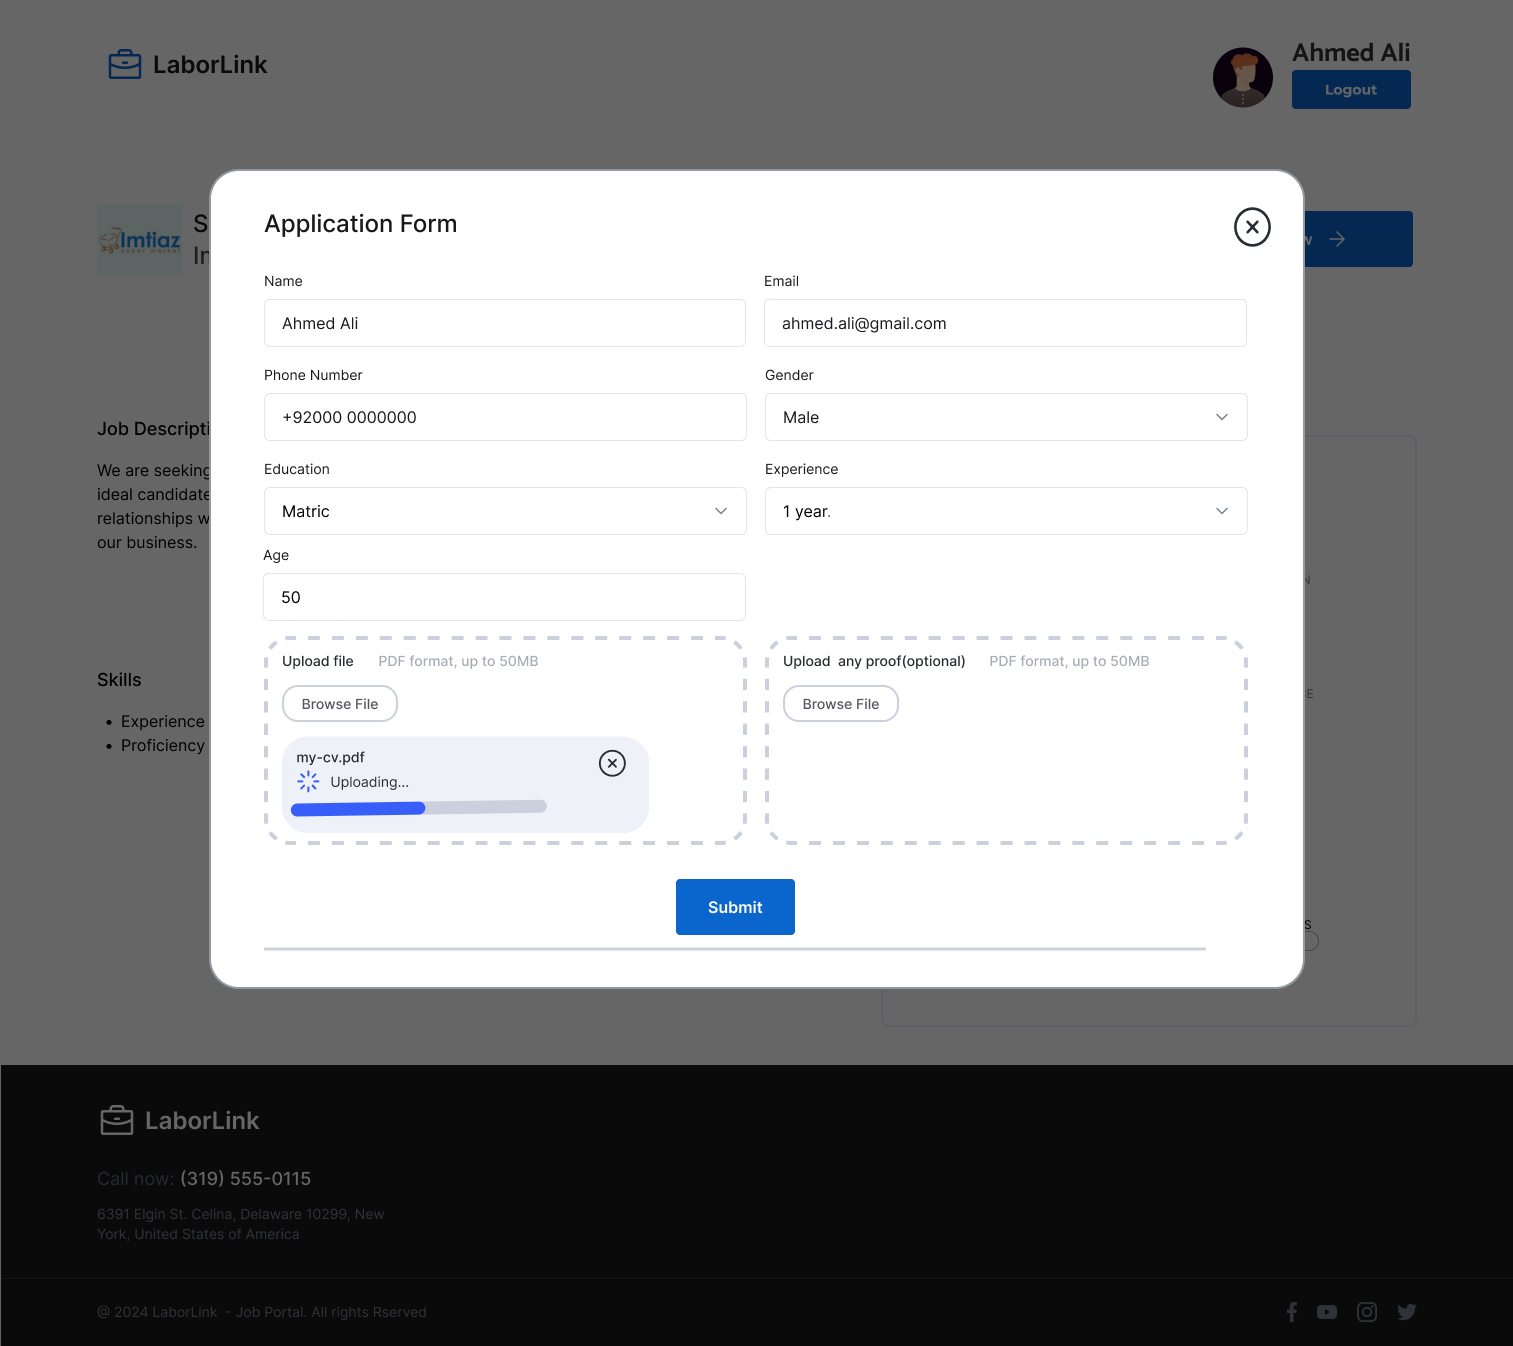 LaborLink
Ahmed Ali
Logout
Imtiaz
super market
Application Form
Name
Email
Ahmed Ali
ahmed.ali@gmail.com
Phone Number
Gender
+92000 0000000
Male
Job Descripti
Education
Experience
We are seeking
Matric
1 year.
ideal candidate
relationships w
our business.
Age
50
Upload file PDF format, up to 50MB
Upload any proof(optional) PDF format, up to 50MB
Browse File
Browse File
Skills
• Experience
• Proficiency
my-cv.pdf
Uploading...
Submit
LaborLink
Call now: (319) 555-0115
6391 Elgin St. Celina, Delaware 10299, New
York, United States of America
@ 2024 LaborLink - Job Portal. All rights Rserved